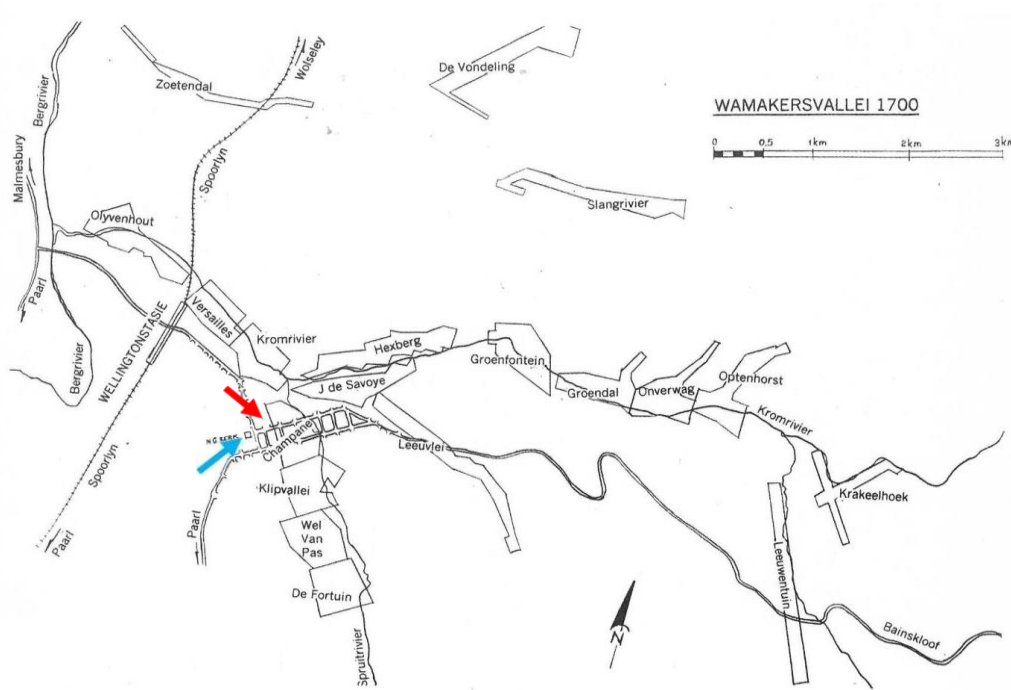 Bergrivier
Malmesbury
Paarl
Zoetendal
Wolseley
Spoorlyn
De Vondeling
WAMAKERSVALLEI 1700
0 0,5 1km 2km 3km
Slangrivier
Olyvenhout
WELLINGTONSTASIE
Versailles
Kromrivier
Hexberg
J de Savoye
Groenfontein
Groendal
Onverwag
Optenhorst
Kromrivier
Bergrivier
N G KERK
Champane
Leeuvlei
Klipvallei
Krakeelhoek
Spoorlyn
Paarl
Paarl
Wel
Van
Pas
De Fortuin
Spruitrivier
Leeuwentuin
Bainskloof
N